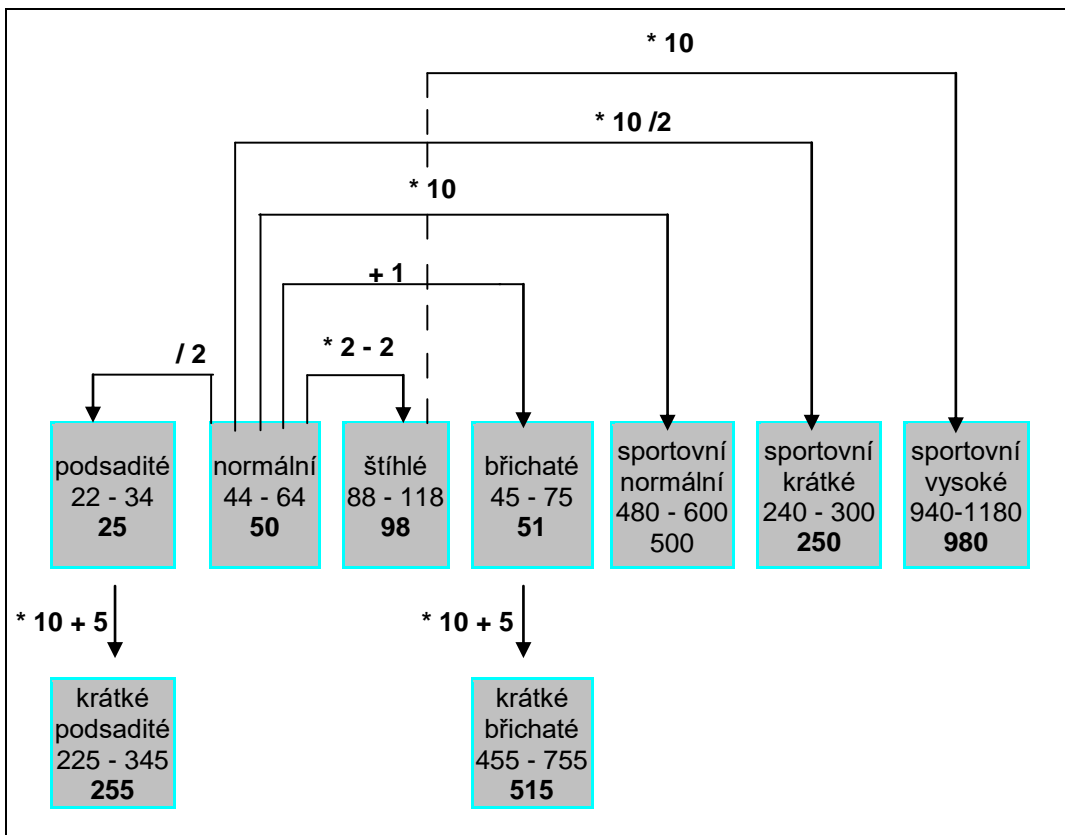 * 10
* 10 /2
* 10
+ 1
/ 2
* 2 - 2
podsadité
22 - 34
25
normální
44 - 64
50
štíhlé
88 - 118
98
břichaté
45 - 75
51
sportovní
normální
480 - 600
500
sportovní
krátké
240 - 300
250
sportovní
vysoké
940-1180
980
* 10 + 5
* 10 + 5
krátké
podsadité
225 - 345
255
krátké
břichaté
455 - 755
515